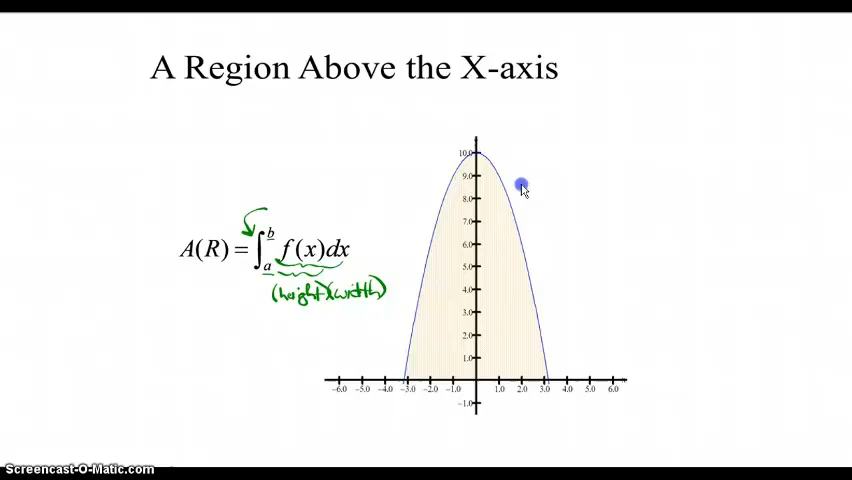 A Region Above the X-axis
A(R) = ∫_a^b f(x)dx
(height)(width)
10.0
9.0
8.0
7.0
6.0
5.0
4.0
3.0
2.0
1.0
−6.0 −5.0 −4.0 −3.0 −2.0 −1.0 1.0 2.0 3.0 4.0 5.0 6.0
−1.0
Screencast-O-Matic.com